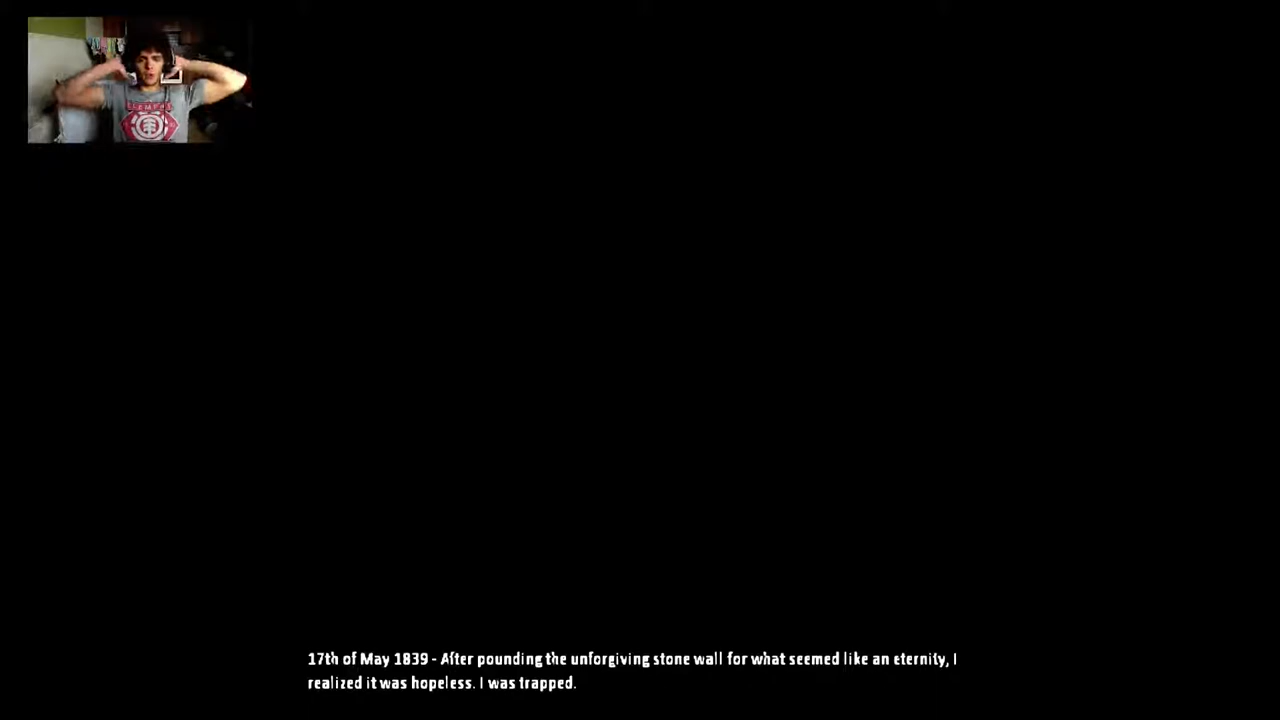 ELEMENT
17th of May 1839 - After pounding the unforgiving stone wall for what seemed like an eternity, I
realized it was hopeless. I was trapped.